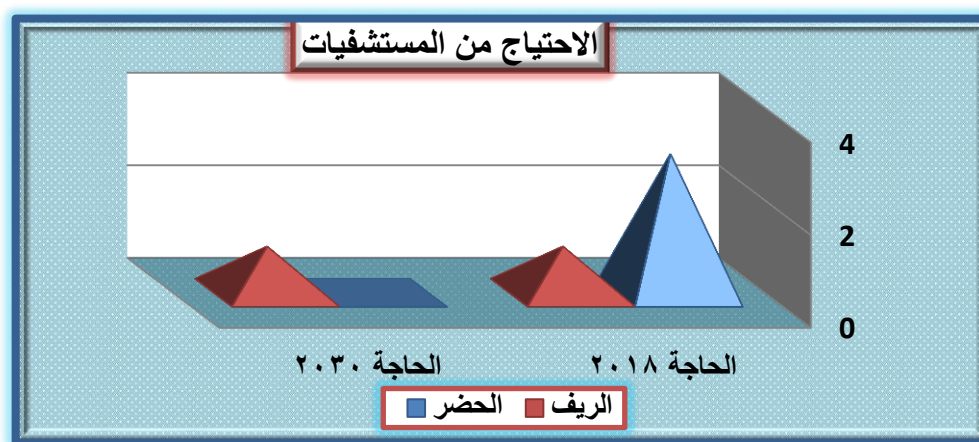 الاحتياج من المستشفيات
4
2
0
الحاجة ٢٠١٨ الحاجة ٢٠٣٠
الريف الحضر